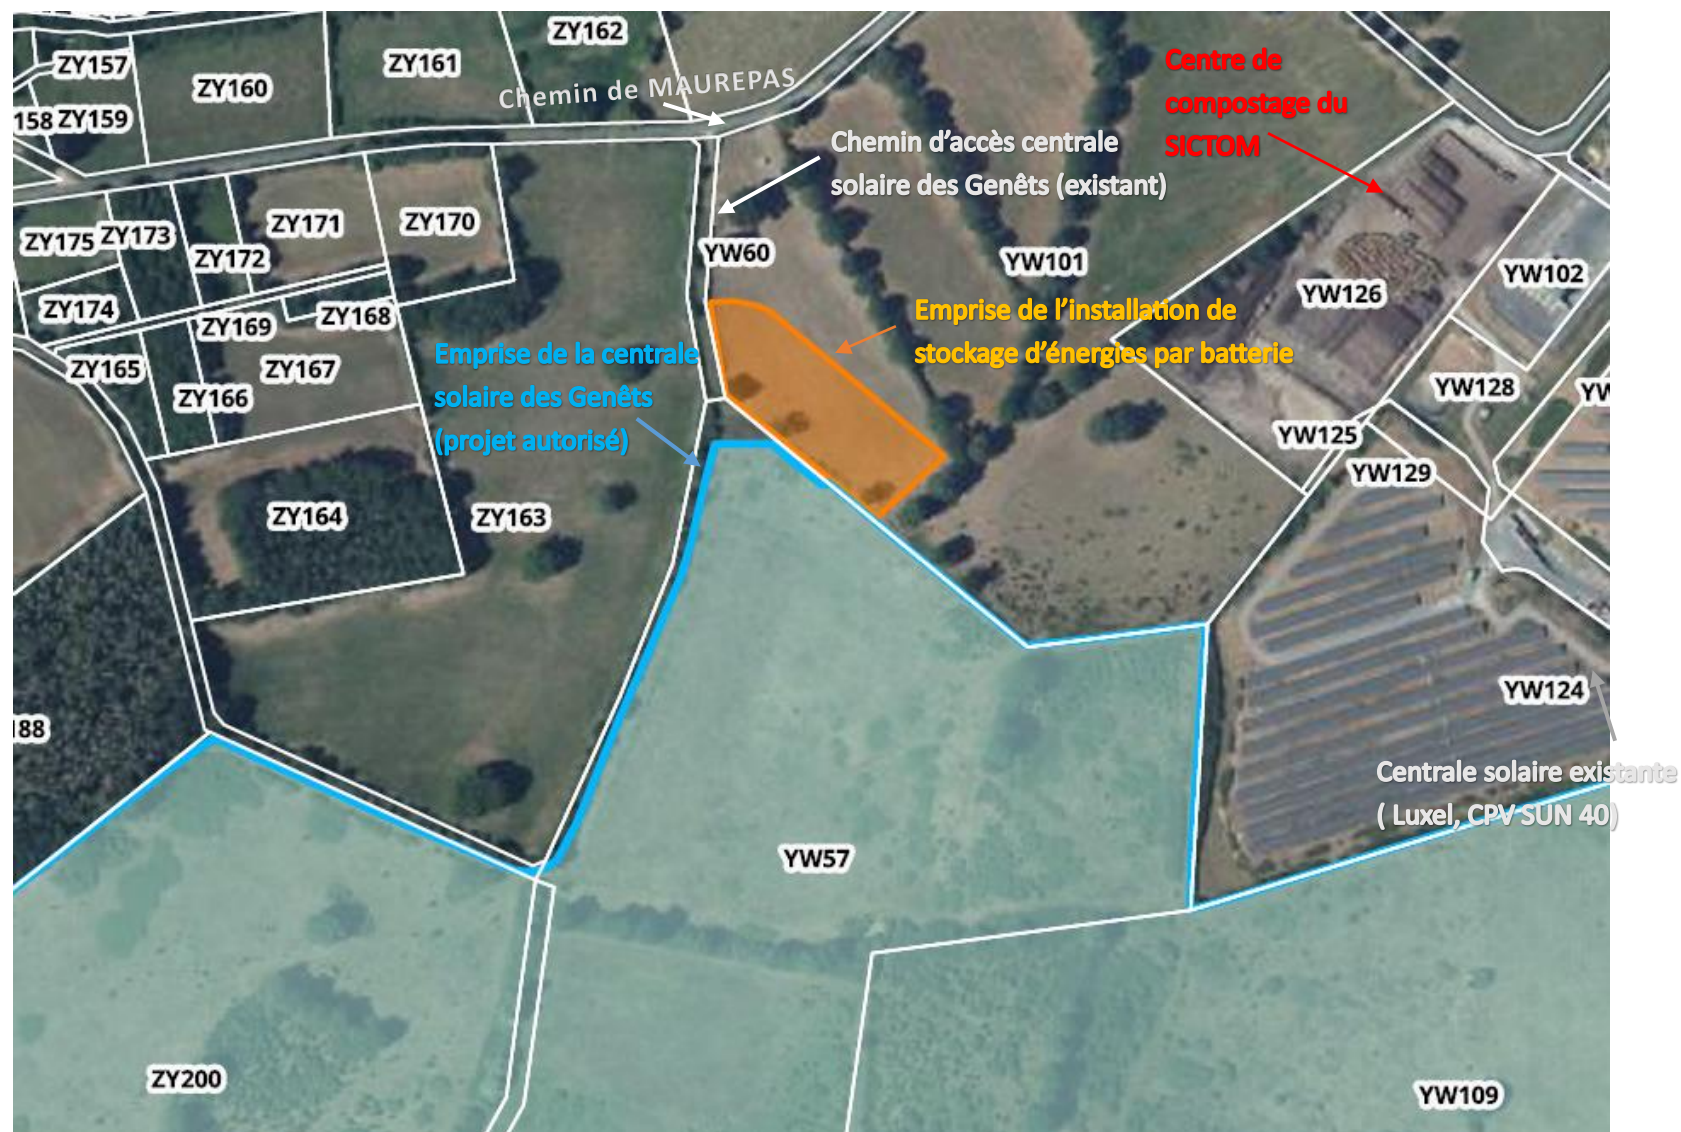 ZY162
Centre de
compostage du
SICTOM
ZY157
ZY161
ZY160
Chemin de MAUREPAS
158
ZY159
Chemin d’accès centrale
solaire des Genêts (existant)
ZY175
ZY173
ZY171
ZY170
ZY172
YW60
YW101
YW126
YW102
ZY174
ZY169
ZY168
Emprise de l’installation de
stockage d’énergies par batterie
Emprise de la centrale
solaire des Genêts
(projet autorisé)
ZY165
ZY167
ZY166
YW128
YW
YW125
YW129
ZY164
ZY163
YW124
188
Centrale solaire existante
( Luxel, CPV SUN 40)
YW57
ZY200
YW109